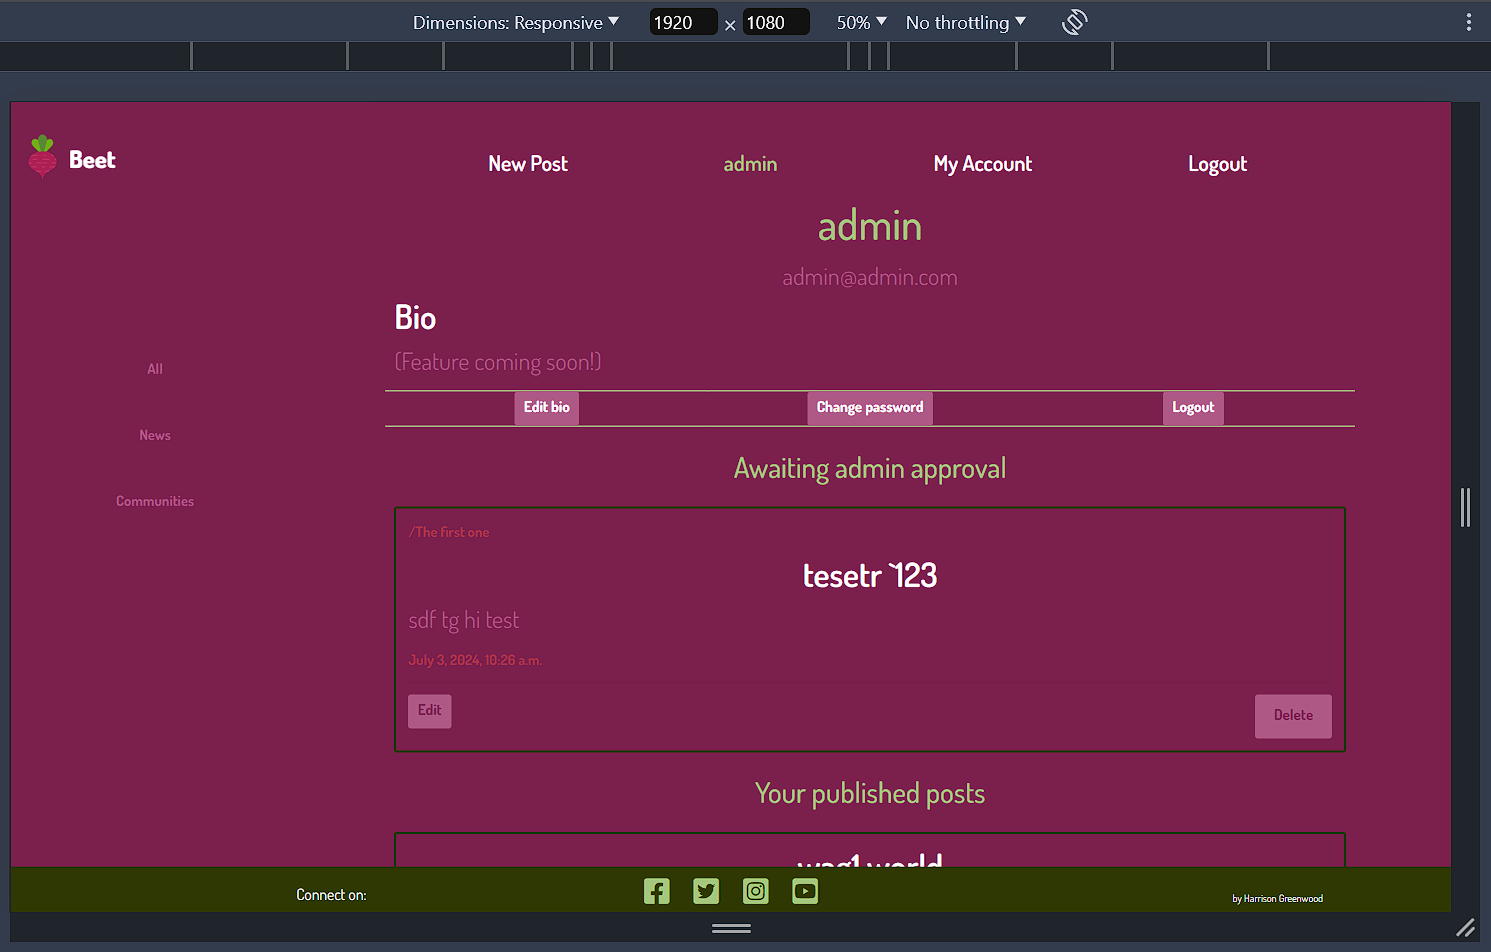 Dimensions: Responsive 1920 × 1080 50% No throttling
Beet
New Post admin My Account Logout
admin
admin@admin.com
Bio
(Feature coming soon!)
All
News
Communities
Edit bio Change password Logout
Awaiting admin approval
/The first one
tesetr `123
sdf tg hi test
July 3, 2024, 10:26 a.m.
Edit Delete
Your published posts
wag1 world
Connect on: by Harrison Greenwood